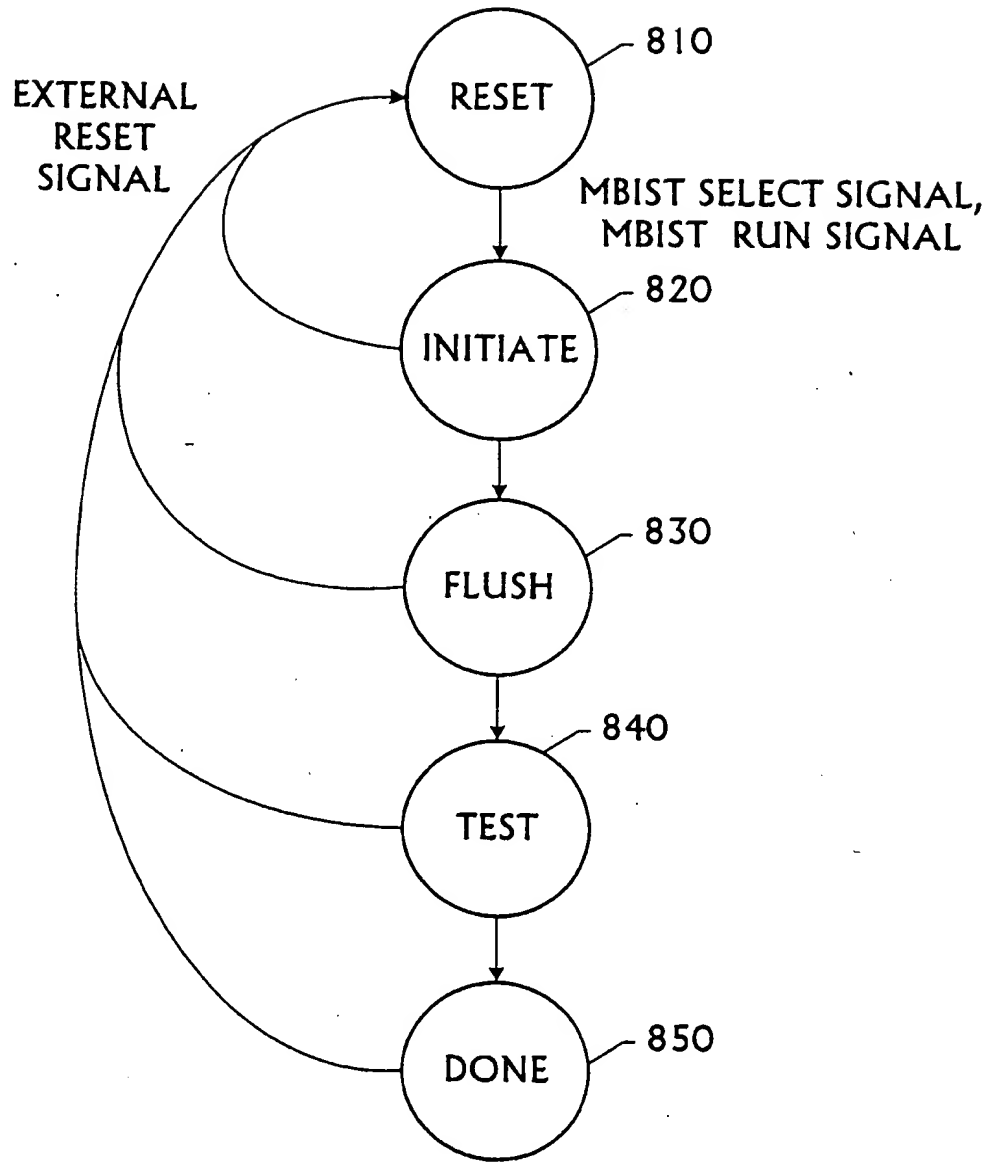 810
EXTERNAL
RESET
SIGNAL
RESET
MBIST SELECT SIGNAL,
MBIST RUN SIGNAL
820
INITIATE
830
FLUSH
840
TEST
850
DONE